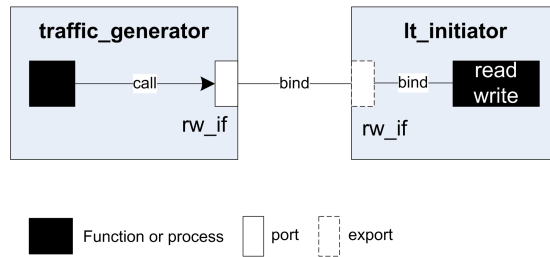 traffic_generator
lt_initiator
call
bind
bind
read
write
rw_if
rw_if
Function or process
port
export